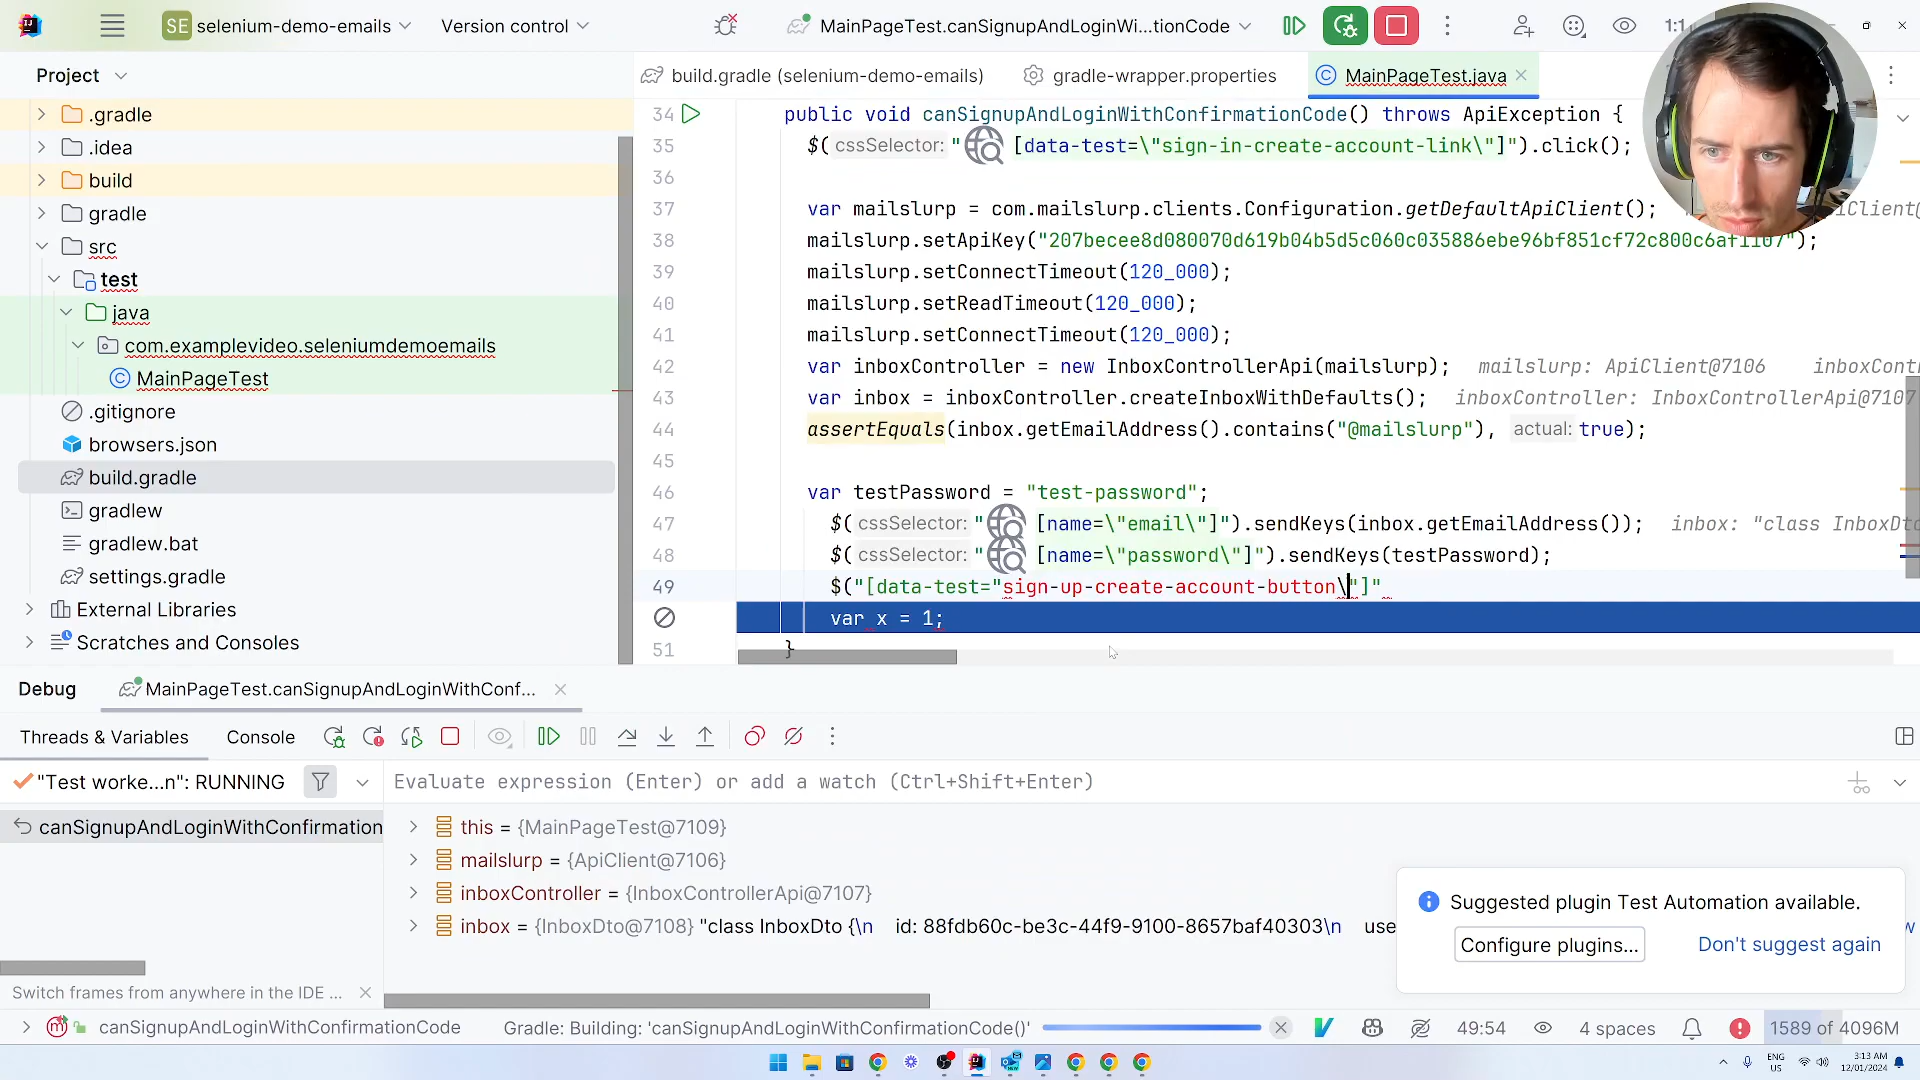 SE selenium-demo-emails Version control MainPageTest.canSignupAndLoginWi...tionCode
Project build.gradle (selenium-demo-emails) gradle-wrapper.properties MainPageTest.java
.gradle
.idea
build
gradle
src
test
java
com.examplevideo.seleniumdemoemails
MainPageTest
.gitignore
browsers.json
build.gradle
gradlew
gradlew.bat
settings.gradle
External Libraries
Scratches and Consoles
34 public void canSignupAndLoginWithConfirmationCode() throws ApiException {
35 $( cssSelector: "[data-test=\"sign-in-create-account-link\"]").click();
36
37 var mailslurp = com.mailslurp.clients.Configuration.getDefaultApiClient();
38 mailslurp.setApiKey("207becee8d080070d619b04b5d5c060c035886ebe96bf851cf72c800c6af1107");
39 mailslurp.setConnectTimeout(120_000);
40 mailslurp.setReadTimeout(120_000);
41 mailslurp.setConnectTimeout(120_000);
42 var inboxController = new InboxControllerApi(mailslurp); mailslurp: ApiClient@7106 inboxCont
43 var inbox = inboxController.createInboxWithDefaults(); inboxController: InboxControllerApi@7107
44 assertEquals(inbox.getEmailAddress().contains("@mailslurp"), actual: true);
45
46 var testPassword = "test-password";
47 $( cssSelector: "[name=\"email\"]").sendKeys(inbox.getEmailAddress()); inbox: "class InboxDto
48 $( cssSelector: "[name=\"password\"]").sendKeys(testPassword);
49 $("[data-test="sign-up-create-account-button\"]"
var x = 1;
51 }
Debug MainPageTest.canSignupAndLoginWithConf...
Threads & Variables Console
"Test worke...n": RUNNING Evaluate expression (Enter) or add a watch (Ctrl+Shift+Enter)
canSignupAndLoginWithConfirmation
this = {MainPageTest@7109}
mailslurp = {ApiClient@7106}
inboxController = {InboxControllerApi@7107}
inbox = {InboxDto@7108} "class InboxDto {\n id: 88fdb60c-be3c-44f9-9100-8657baf40303\n use
Suggested plugin Test Automation available.
Configure plugins... Don't suggest again
Switch frames from anywhere in the IDE ...
canSignupAndLoginWithConfirmationCode Gradle: Building: 'canSignupAndLoginWithConfirmationCode()' 49:54 4 spaces 1589 of 4096M
ENG
US
3:13 AM
12/01/2024